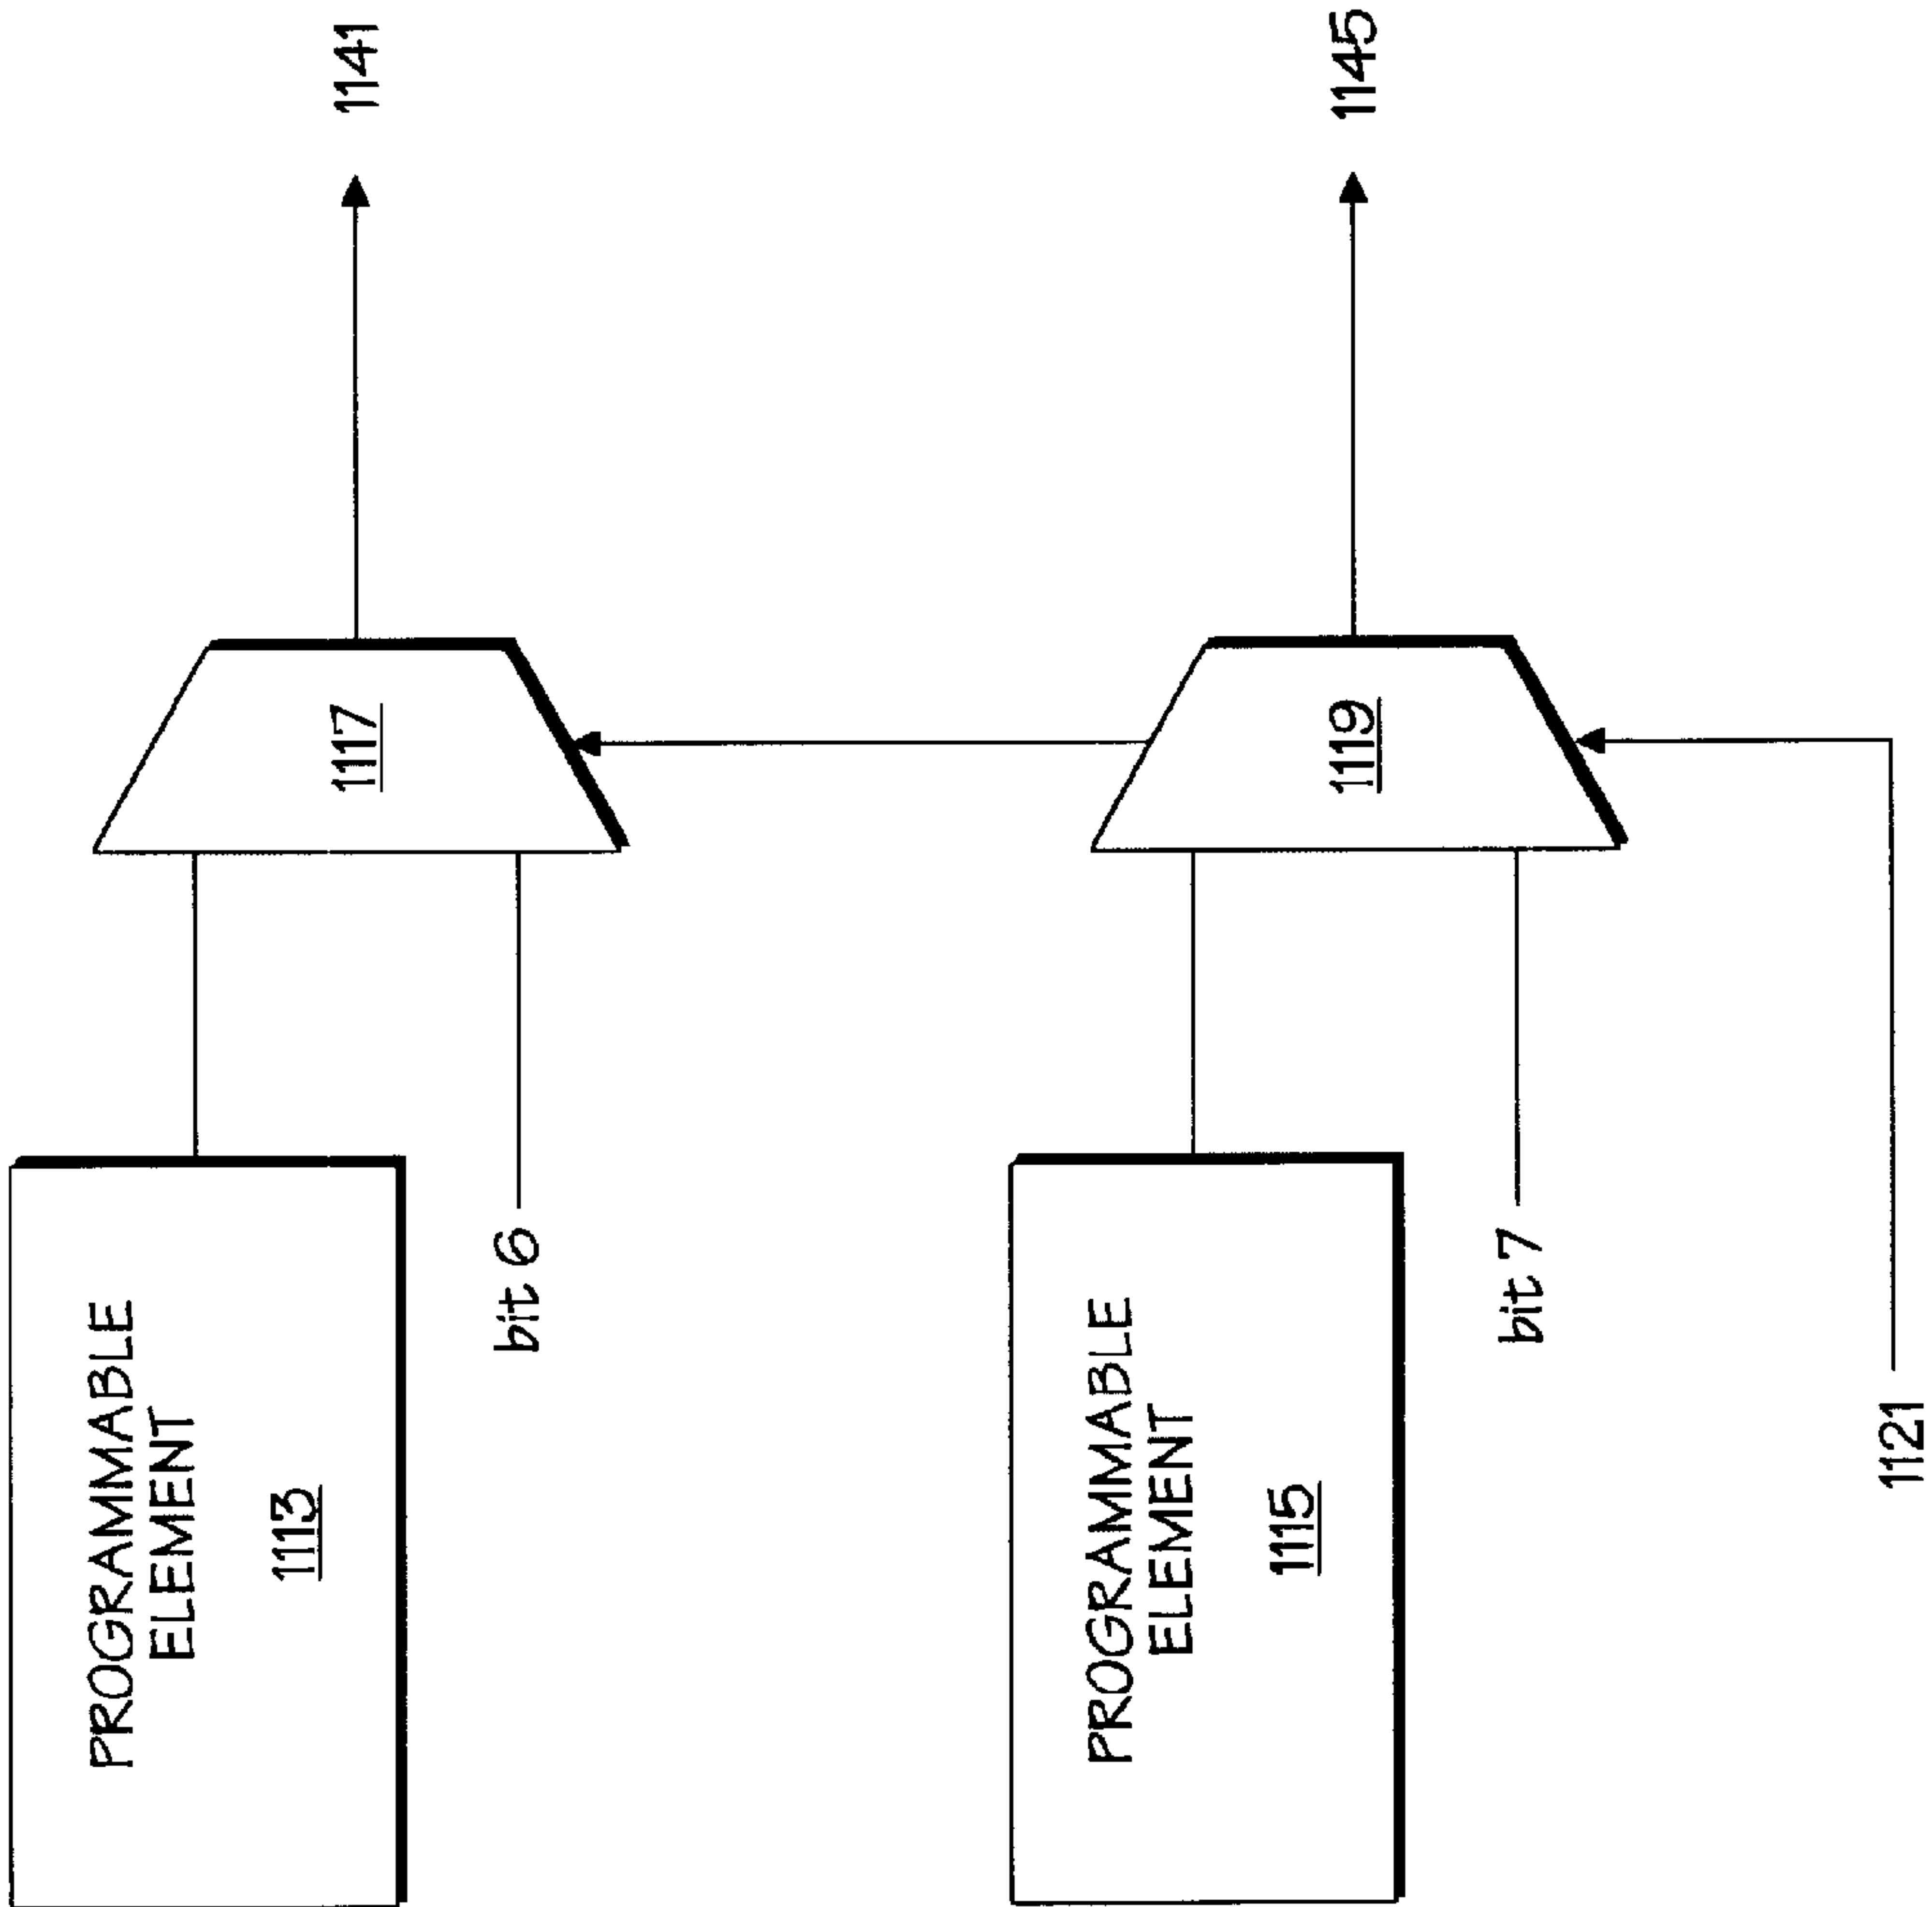 PROGRAMMABLE
ELEMENT
1113
bit 6
1117
1141
PROGRAMMABLE
ELEMENT
1115
bit 7
1119
1145
1121